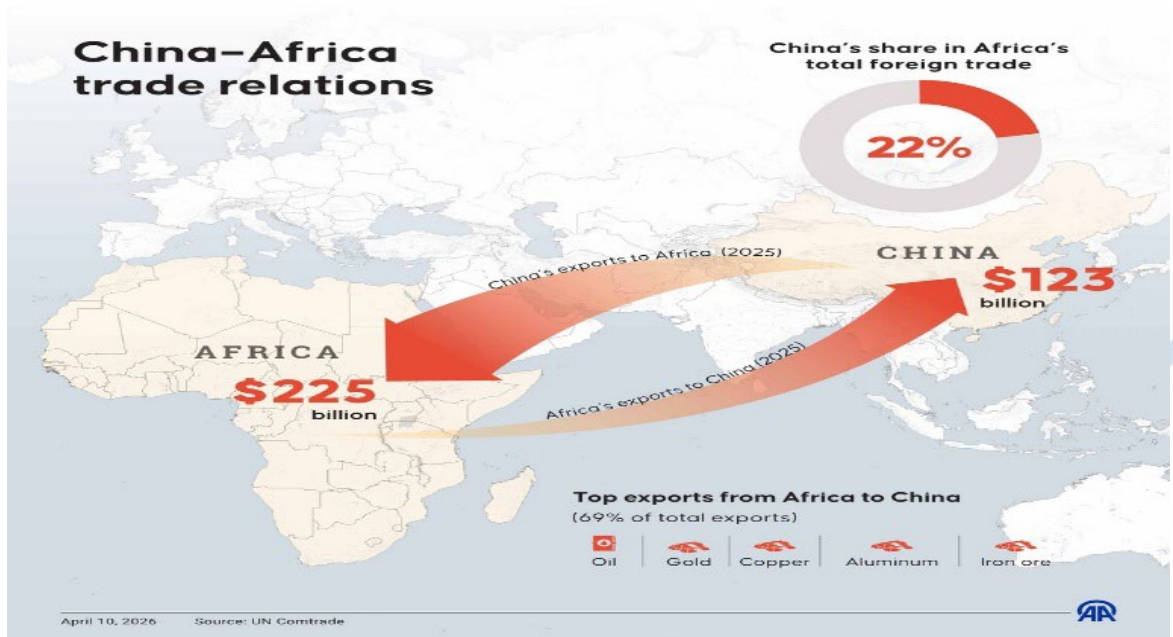 China–Africa
trade relations
China's share in Africa's
total foreign trade
22%
China's exports to Africa (2025)
CHINA
$123
billion
AFRICA
$225
billion
Africa's exports to China (2025)
Top exports from Africa to China
(69% of total exports)
Oil
Gold
Copper
Aluminum
Iron ore
April 10, 2026
Source: UN Comtrade
AA